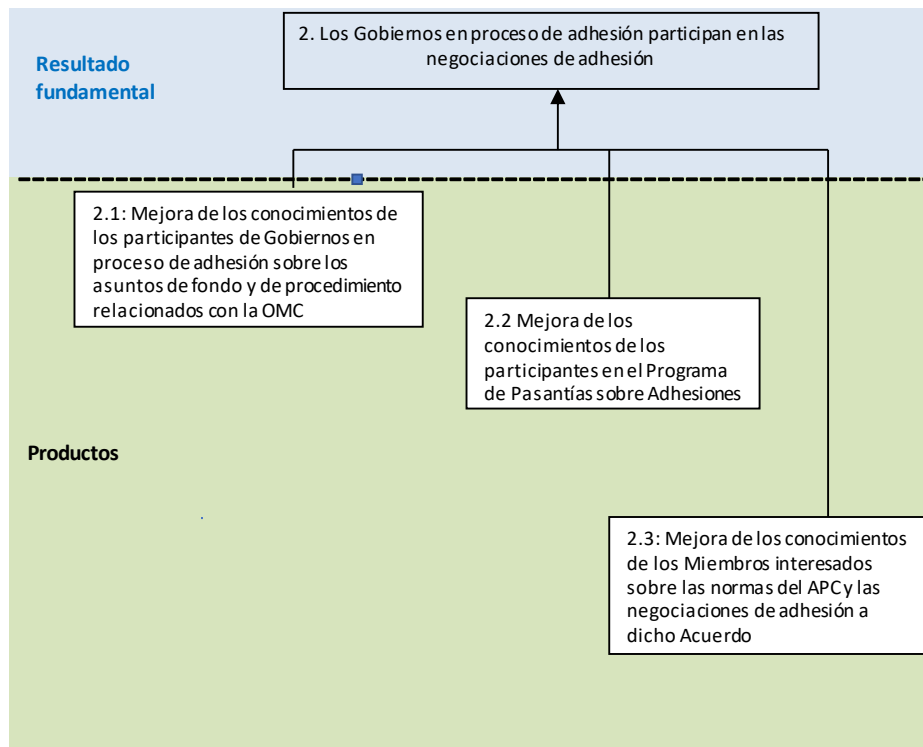 2. Los Gobiernos en proceso de adhesión participan en las
negociaciones de adhesión
Resultado
fundamental
2.1: Mejora de los conocimientos de
los participantes de Gobiernos en
proceso de adhesión sobre los
asuntos de fondo y de procedimiento
relacionados con la OMC
2.2 Mejora de los
conocimientos de los
participantes en el Programa
de Pasantías sobre Adhesiones
Productos
2.3: Mejora de los conocimientos
de los Miembros interesados
sobre las normas del APC y las
negociaciones de adhesión a
dicho Acuerdo